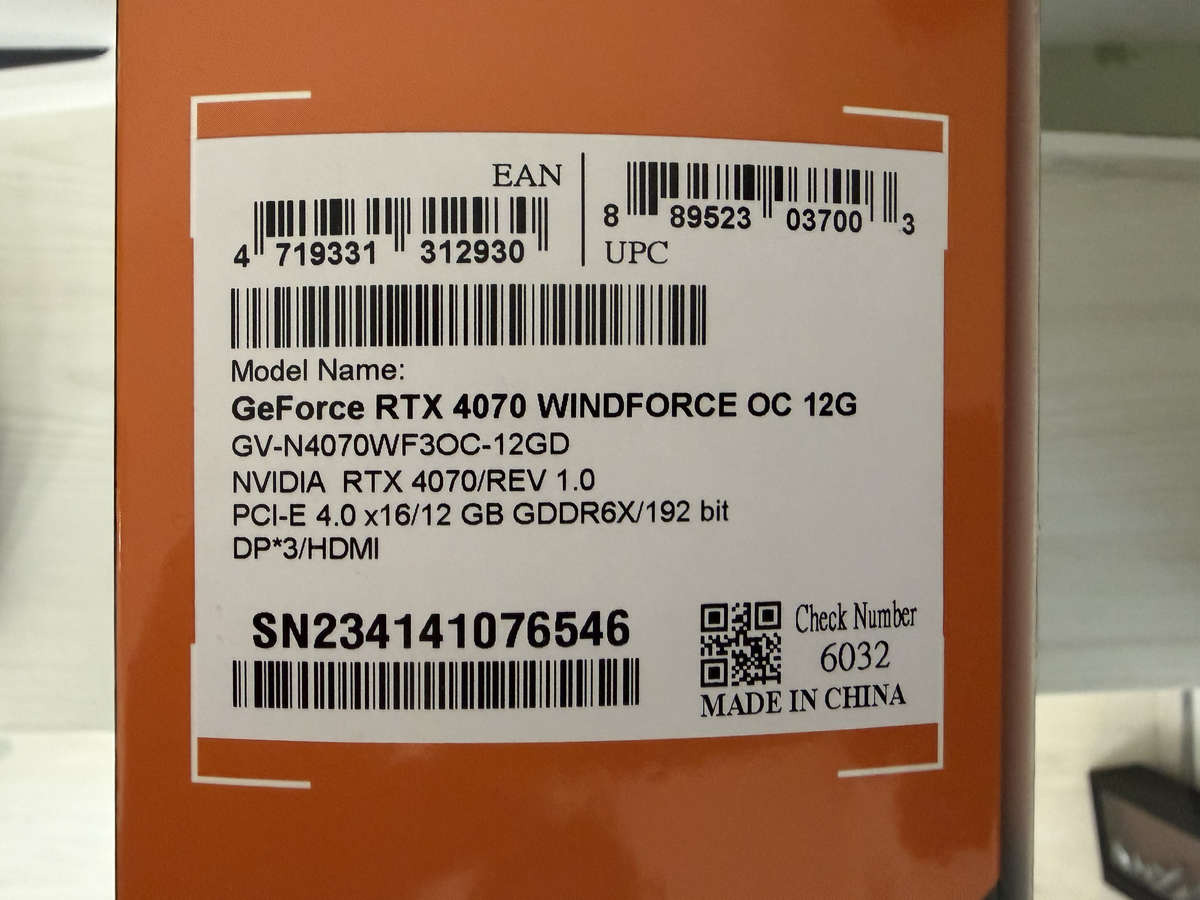 EAN
4 719331 312930
8 89523 03700 3
UPC
Model Name:
GeForce RTX 4070 WINDFORCE OC 12G
GV-N4070WF3OC-12GD
NVIDIA RTX 4070/REV 1.0
PCI-E 4.0 x16/12 GB GDDR6X/192 bit
DP*3/HDMI
SN234141076546
Check Number
6032
MADE IN CHINA